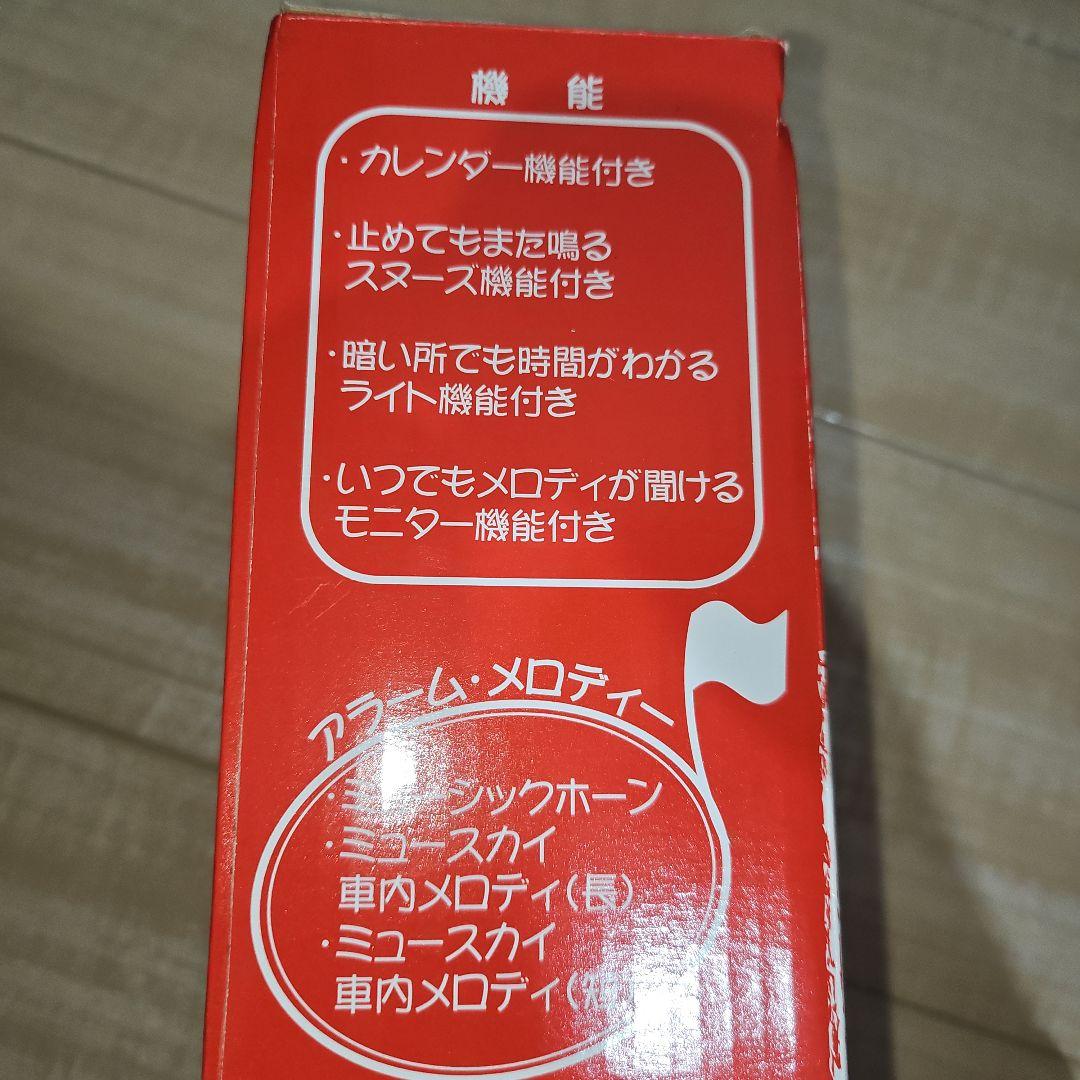 機能
・カレンダー機能付き
・止めてもまた鳴る
スヌーズ機能付き
・暗い所でも時間がわかる
ライト機能付き
・いつでもメロディが聞ける
モニター機能付き
アラーム・メロディー
・ミュージックホーン
・ミュースカイ
車内メロディ(長)
・ミュースカイ
車内メロディ(短